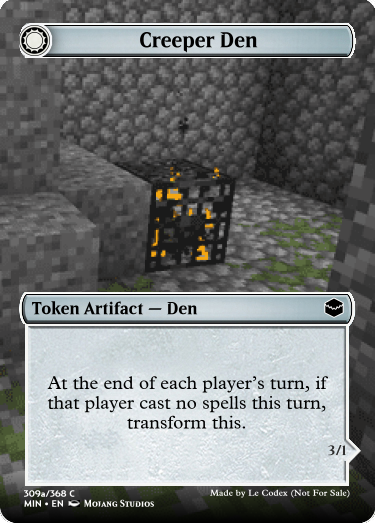 Creeper Den
Token Artifact — Den
At the end of each player's turn, if
that player cast no spells this turn,
transform this.
3/1
309a/368 C
MIN • EN Mojang Studios
Made by Le Codex (Not For Sale)